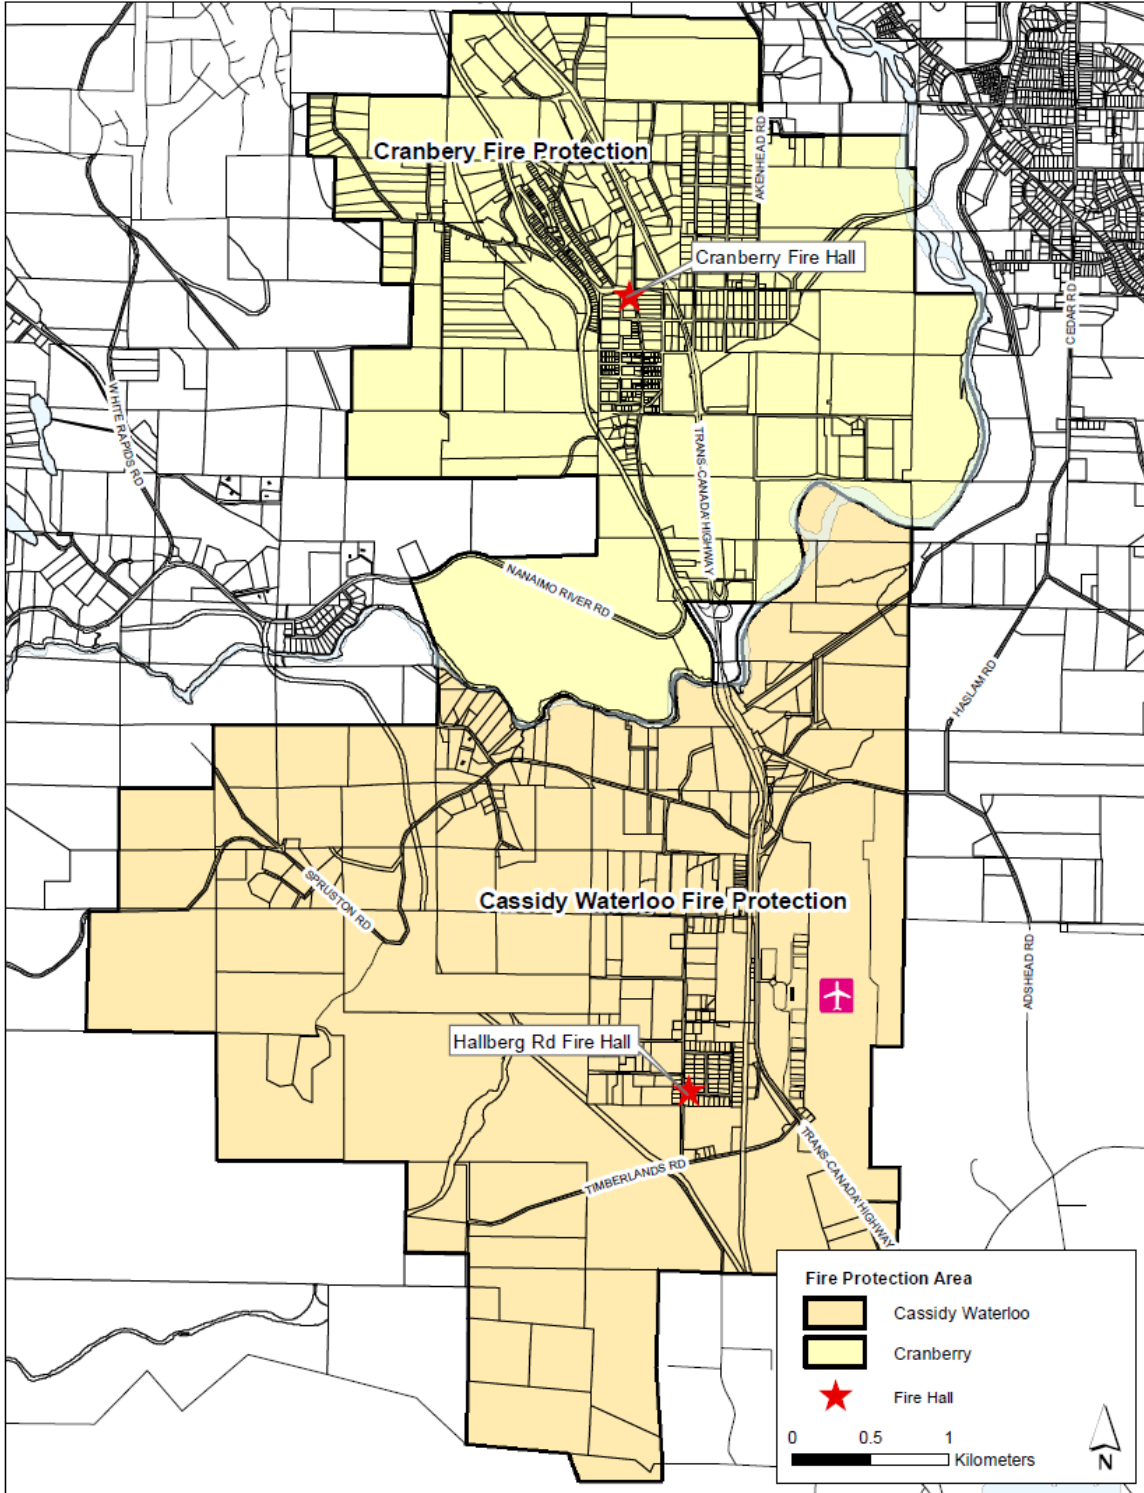 AKENHEAD RD
Cranbery Fire Protection
Cranberry Fire Hall
CEDAR RD
WHITE RAPIDS RD
TRANS-CANADA HIGHWAY
NANAIMO RIVER RD
HASLAM RD
SPRUSTON RD
Cassidy Waterloo Fire Protection
ADSHEAD RD
Hallberg Rd Fire Hall
TIMBERLANDS RD
TRANS-CANADA HIGHWAY
Fire Protection Area
Cassidy Waterloo
Cranberry
Fire Hall
0 0.5 1
Kilometers
N